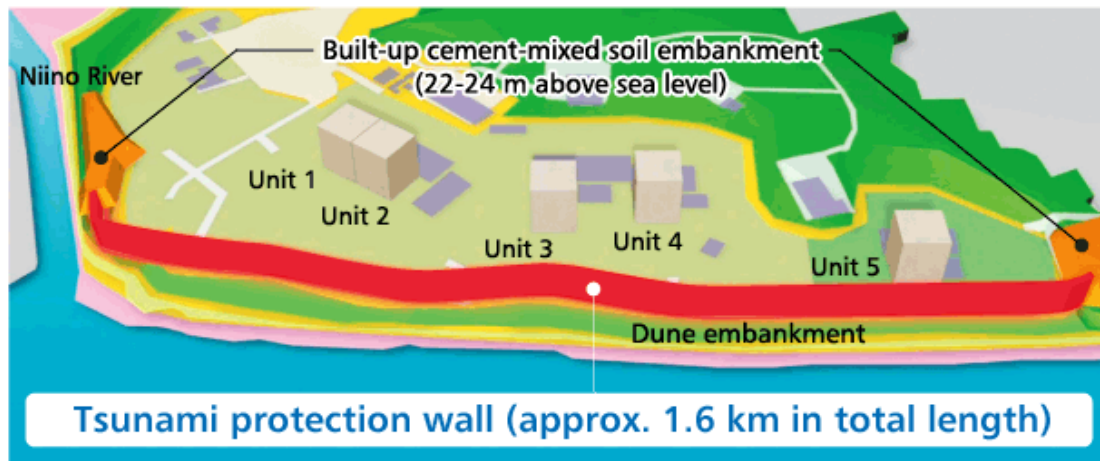 Built-up cement-mixed soil embankment
(22-24 m above sea level)
Niino River
Unit 1
Unit 2
Unit 3
Unit 4
Unit 5
Dune embankment
Tsunami protection wall (approx. 1.6 km in total length)